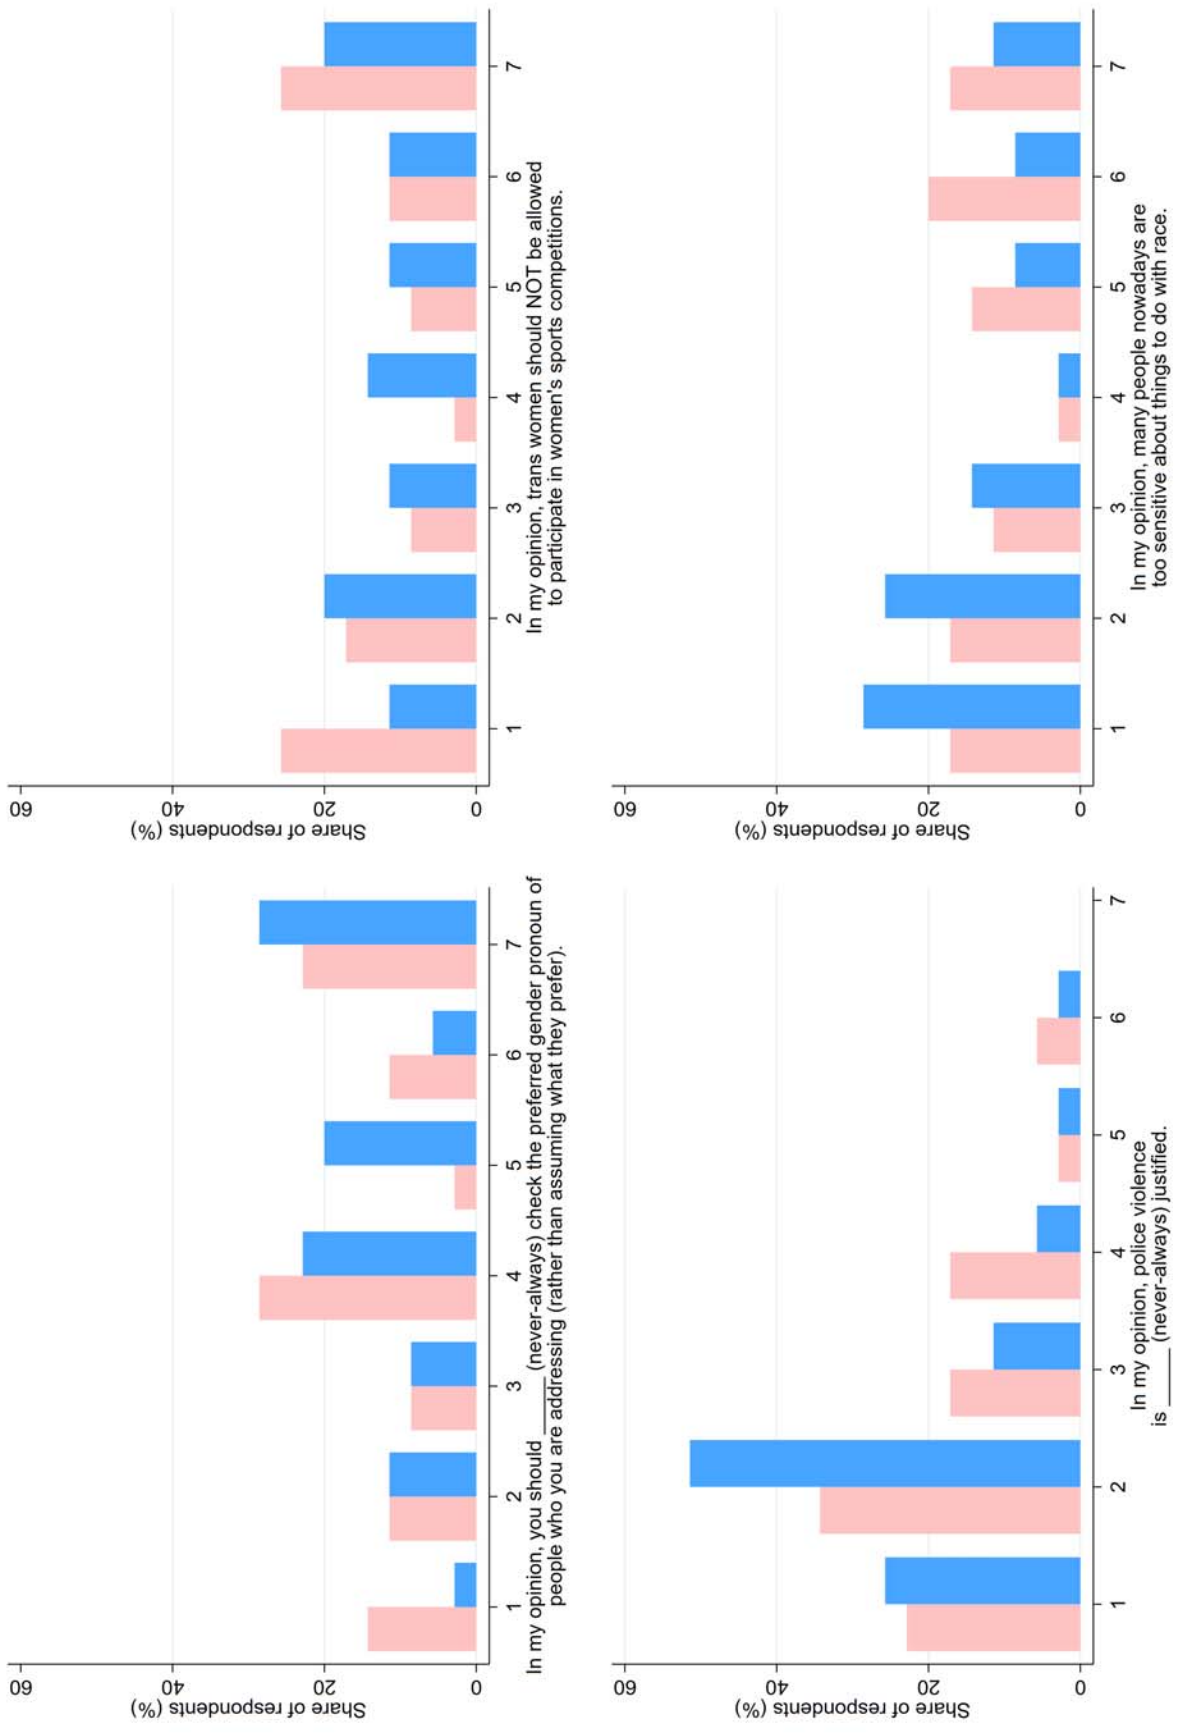 Share of respondents (%)
0 20 40 60
1 2 3 4 5 6 7
In my opinion, you should ______ (never-always) check the preferred gender pronoun of
people who you are addressing (rather than assuming what they prefer).
Share of respondents (%)
0 20 40 60
1 2 3 4 5 6 7
In my opinion, trans women should NOT be allowed
to participate in women's sports competitions.
Share of respondents (%)
0 20 40 60
1 2 3 4 5 6 7
In my opinion, police violence
is ______ (never-always) justified.
Share of respondents (%)
0 20 40 60
1 2 3 4 5 6 7
In my opinion, many people nowadays are
too sensitive about things to do with race.